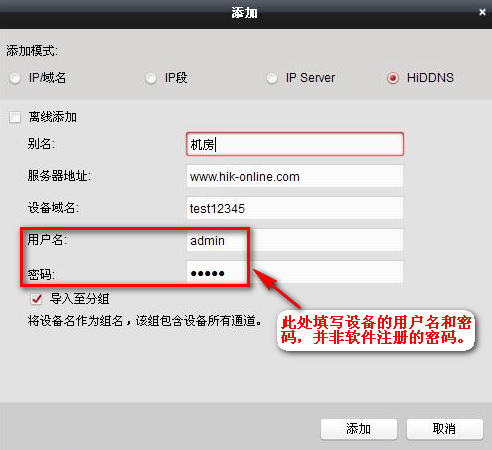 添加
添加模式:
IP/域名 IP段 IP Server HiDDNS
离线添加
别名: 机房
服务器地址: www.hik-online.com
设备域名: test12345
用户名: admin
密码: ●●●●●
导入至分组
将设备名作为组名，该组包含设备所有通道。
此处填写设备的用户名和密
码，并非软件注册的密码。
添加 取消